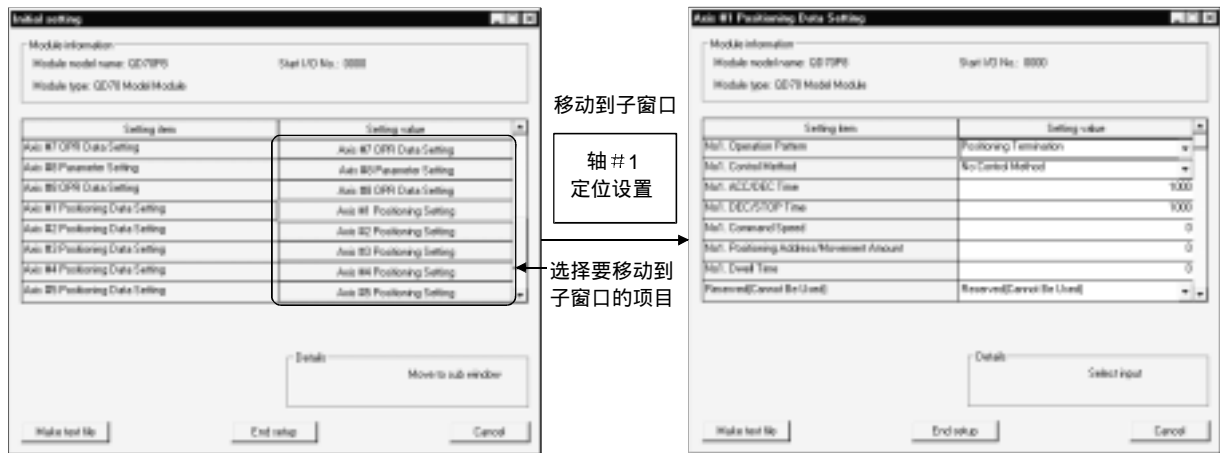 Initial setting
Module information
Module model name: QD70P8
Start I/O No.: 0000
Module type: QD70 Model Module
Setting item
Setting value
Axis #7 OPR Data Setting
Axis #7 OPR Data Setting
Axis #8 Parameter Setting
Axis #8 Parameter Setting
Axis #8 OPR Data Setting
Axis #8 OPR Data Setting
Axis #1 Positioning Data Setting
Axis #1 Positioning Setting
Axis #2 Positioning Data Setting
Axis #2 Positioning Setting
Axis #3 Positioning Data Setting
Axis #3 Positioning Setting
Axis #4 Positioning Data Setting
Axis #4 Positioning Setting
Axis #5 Positioning Data Setting
Axis #5 Positioning Setting
Details
Move to sub window
Make text file
End setup
Cancel
移动到子窗口
轴#1
定位设置
选择要移动到
子窗口的项目
Axis #1 Positioning Data Setting
Module information
Module model name: QD70P8
Start I/O No.: 0000
Module type: QD70 Model Module
Setting item
Setting value
No1. Operation Pattern
Positioning Termination
No1. Control Method
No Control Method
No1. ACC/DEC Time
1000
No1. DEC/STOP Time
1000
No1. Command Speed
0
No1. Positioning Address/Movement Amount
0
No1. Dwell Time
0
Reserved(Cannot Be Used)
Reserved(Cannot Be Used)
Details
Select input
Make text file
End setup
Cancel